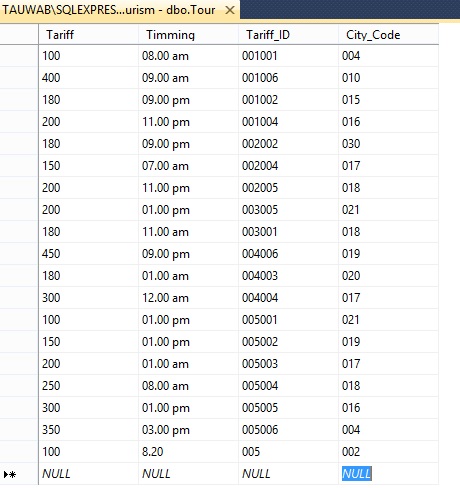 TAUWAB\SQLEXPRES...urism - dbo.Tour
Tariff Timming Tariff_ID City_Code
100 08.00 am 001001 004
400 09.00 am 001006 010
180 09.00 pm 001002 015
200 11.00 pm 001004 016
180 09.00 pm 002002 030
150 07.00 am 002004 017
200 11.00 pm 002005 018
200 01.00 pm 003005 021
180 11.00 am 003001 018
450 09.00 pm 004006 019
180 01.00 am 004003 020
300 12.00 am 004004 017
100 01.00 pm 005001 021
150 01.00 pm 005002 019
200 01.00 am 005003 017
250 08.00 am 005004 018
300 01.00 pm 005005 016
350 03.00 pm 005006 004
100 8.20 005 002
NULL NULL NULL NULL